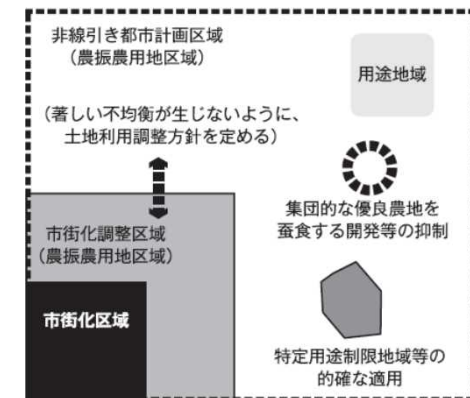 非線引き都市計画区域
（農振農用地区域）
用途地域
（著しい不均衡が生じないように、
土地利用調整方針を定める）
集団的な優良農地を
蚕食する開発等の抑制
市街化調整区域
（農振農用地区域）
市街化区域
特定用途制限地域等の
的確な適用